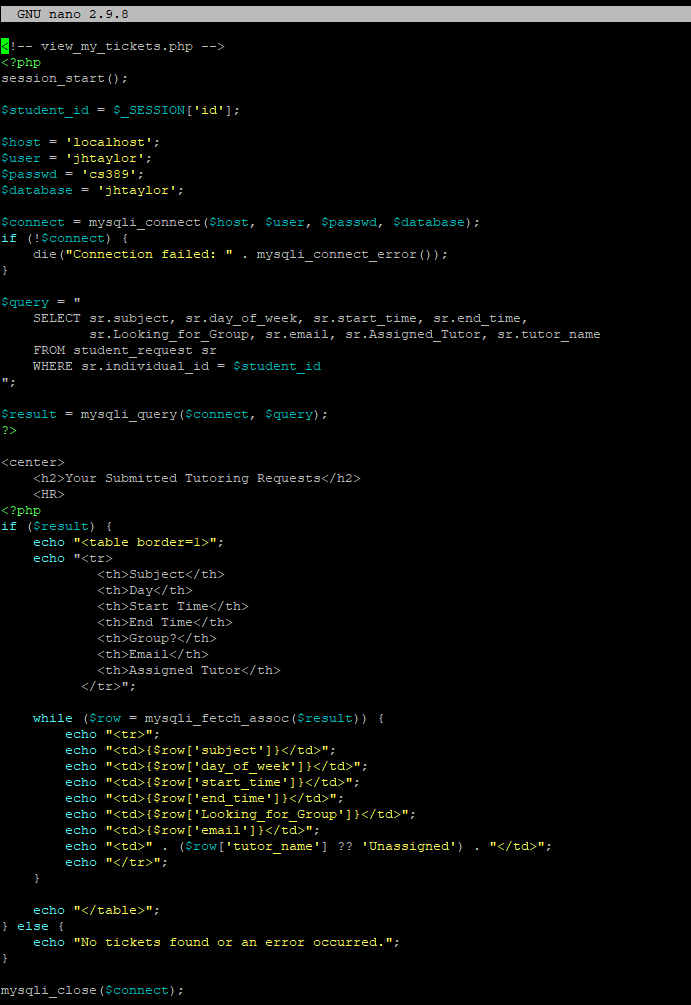 GNU nano 2.9.8
<!-- view_my_tickets.php -->
<?php
session_start();
$student_id = $_SESSION['id'];
$host = 'localhost';
$user = 'jhtaylor';
$passwd = 'cs389';
$database = 'jhtaylor';
$connect = mysqli_connect($host, $user, $passwd, $database);
if (!$connect) {
    die("Connection failed: " . mysqli_connect_error());
}
$query = "
    SELECT sr.subject, sr.day_of_week, sr.start_time, sr.end_time,
           sr.Looking_for_Group, sr.email, sr.Assigned_Tutor, sr.tutor_name
    FROM student_request sr
    WHERE sr.individual_id = $student_id
";
$result = mysqli_query($connect, $query);
?>
<center>
    <h2>Your Submitted Tutoring Requests</h2>
    <HR>
<?php
if ($result) {
    echo "<table border=1>";
    echo "<tr>
            <th>Subject</th>
            <th>Day</th>
            <th>Start Time</th>
            <th>End Time</th>
            <th>Group?</th>
            <th>Email</th>
            <th>Assigned Tutor</th>
          </tr>";
    while ($row = mysqli_fetch_assoc($result)) {
        echo "<tr>";
        echo "<td>{$row['subject']}</td>";
        echo "<td>{$row['day_of_week']}</td>";
        echo "<td>{$row['start_time']}</td>";
        echo "<td>{$row['end_time']}</td>";
        echo "<td>{$row['Looking_for_Group']}</td>";
        echo "<td>{$row['email']}</td>";
        echo "<td>" . ($row['tutor_name'] ?? 'Unassigned') . "</td>";
        echo "</tr>";
    }
    echo "</table>";
} else {
    echo "No tickets found or an error occurred.";
}
mysqli_close($connect);